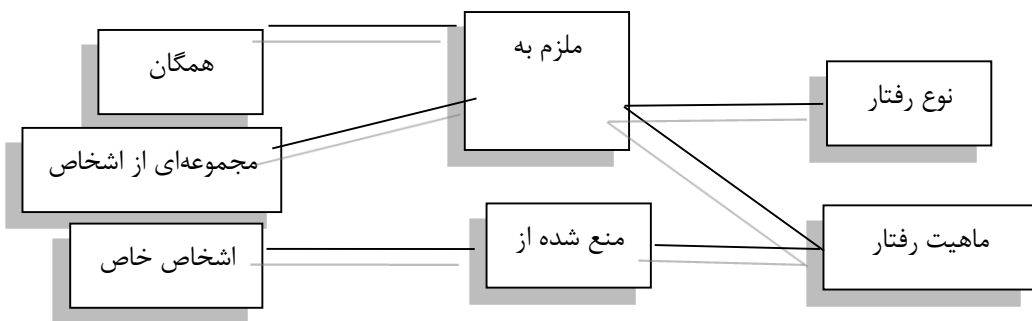 همگان
مجموعه‌ای از اشخاص
اشخاص خاص
ملزم به
منع شده از
نوع رفتار
ماهیت رفتار